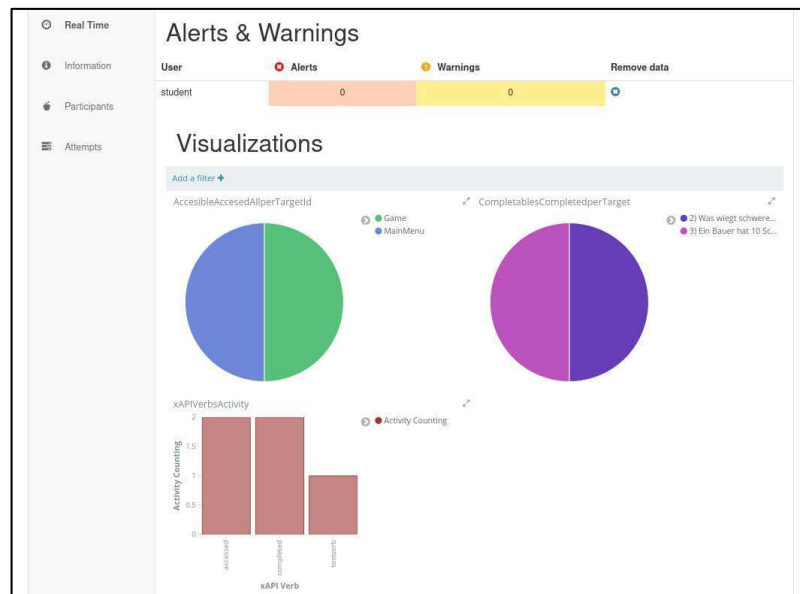 Real Time
Information
Participants
Attempts
Alerts & Warnings
User Alerts Warnings Remove data
student 0 0
Visualizations
Add a filter +
AccesibleAccesedAllperTargetId
Game
MainMenu
CompletablesCompletedperTarget
2) Was wiegt schwere...
3) Ein Bauer hat 10 Sc...
xAPIVerbsActivity
Activity Counting
2
1.5
1
0.5
0
Activity Counting
accessed
completed
testverb
xAPI Verb